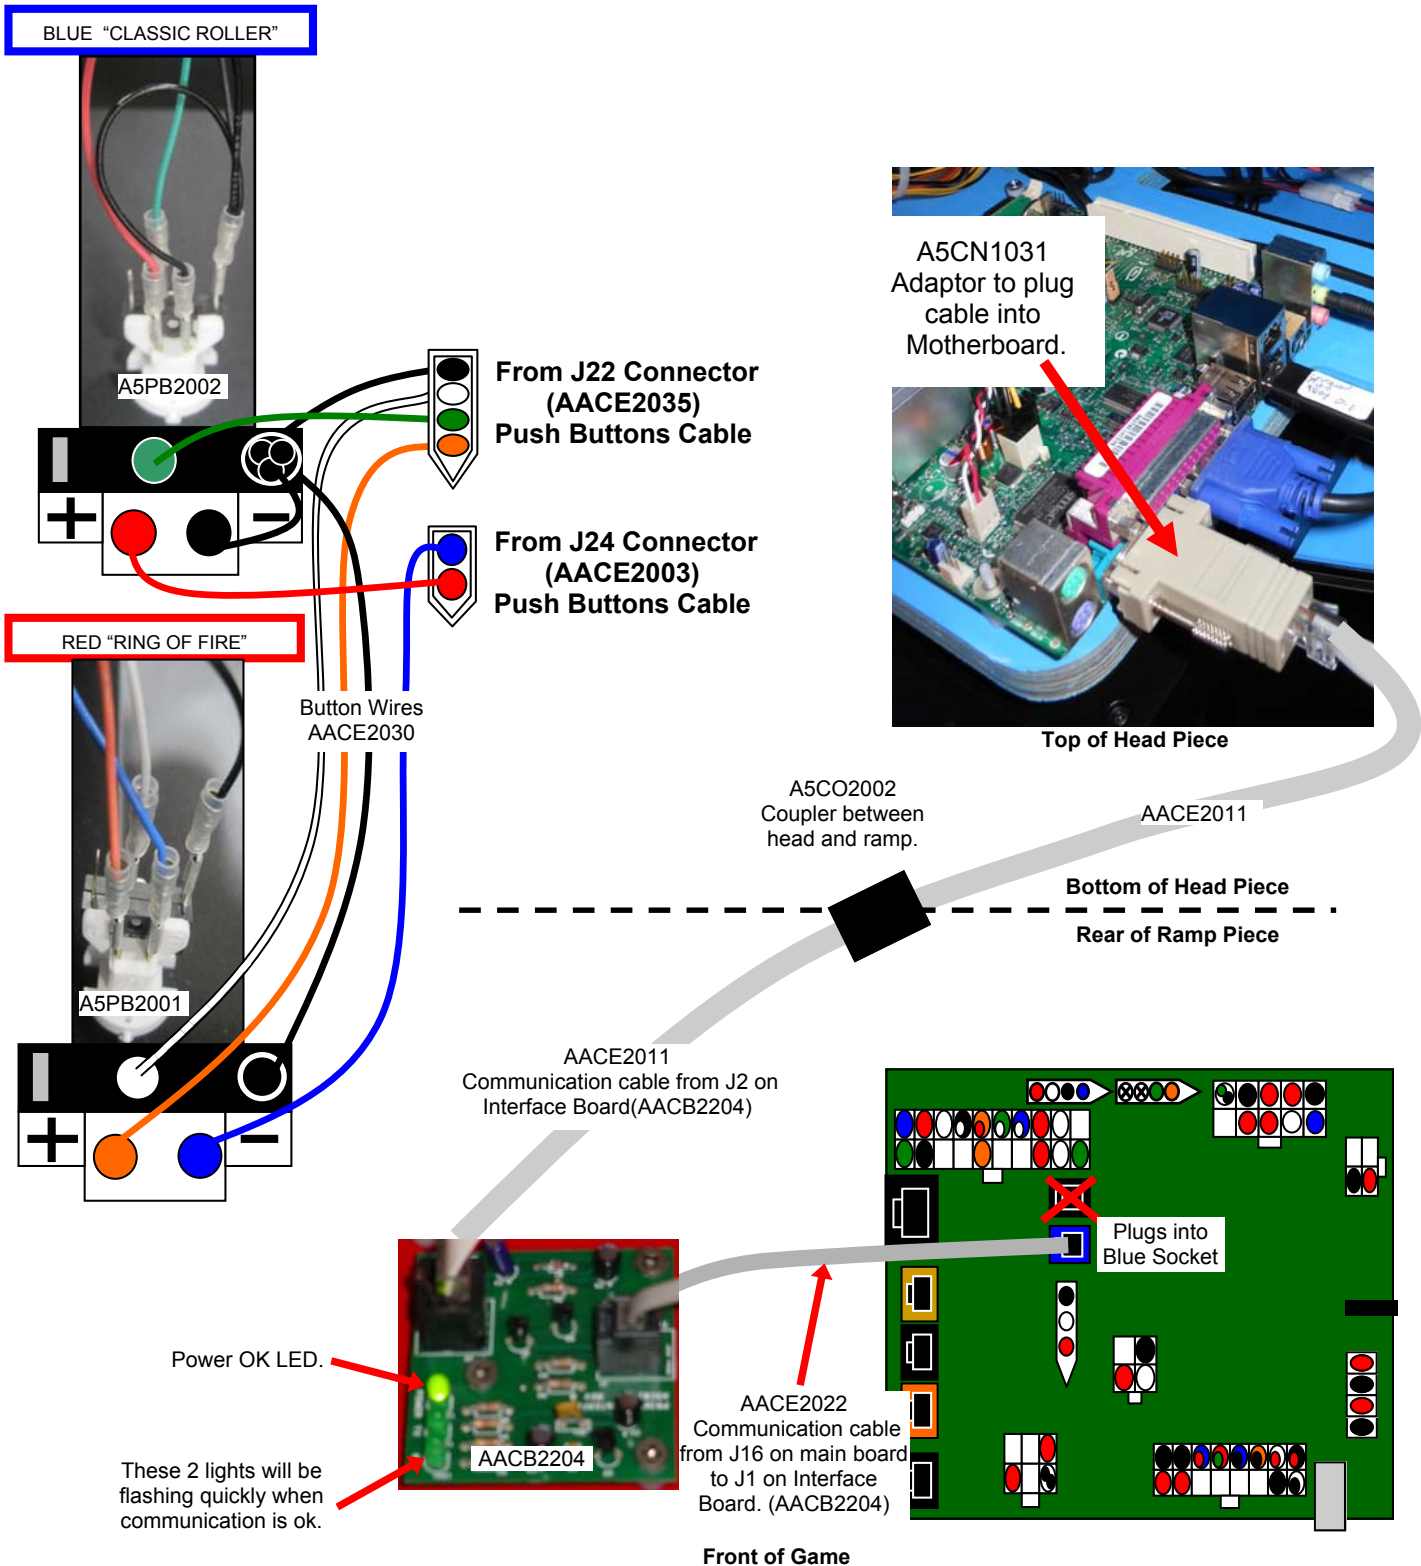 BLUE “CLASSIC ROLLER”
A5PB2002
From J22 Connector
(AACE2035)
Push Buttons Cable
From J24 Connector
(AACE2003)
Push Buttons Cable
RED “RING OF FIRE”
Button Wires
AACE2030
A5PB2001
A5CN1031
Adaptor to plug
cable into
Motherboard.
Top of Head Piece
A5CO2002
Coupler between
head and ramp.
AACE2011
Bottom of Head Piece
Rear of Ramp Piece
AACE2011
Communication cable from J2 on
Interface Board(AACB2204)
Plugs into
Blue Socket
Power OK LED.
AACB2204
These 2 lights will be
flashing quickly when
communication is ok.
AACE2022
Communication cable
from J16 on main board
to J1 on Interface
Board. (AACB2204)
Front of Game